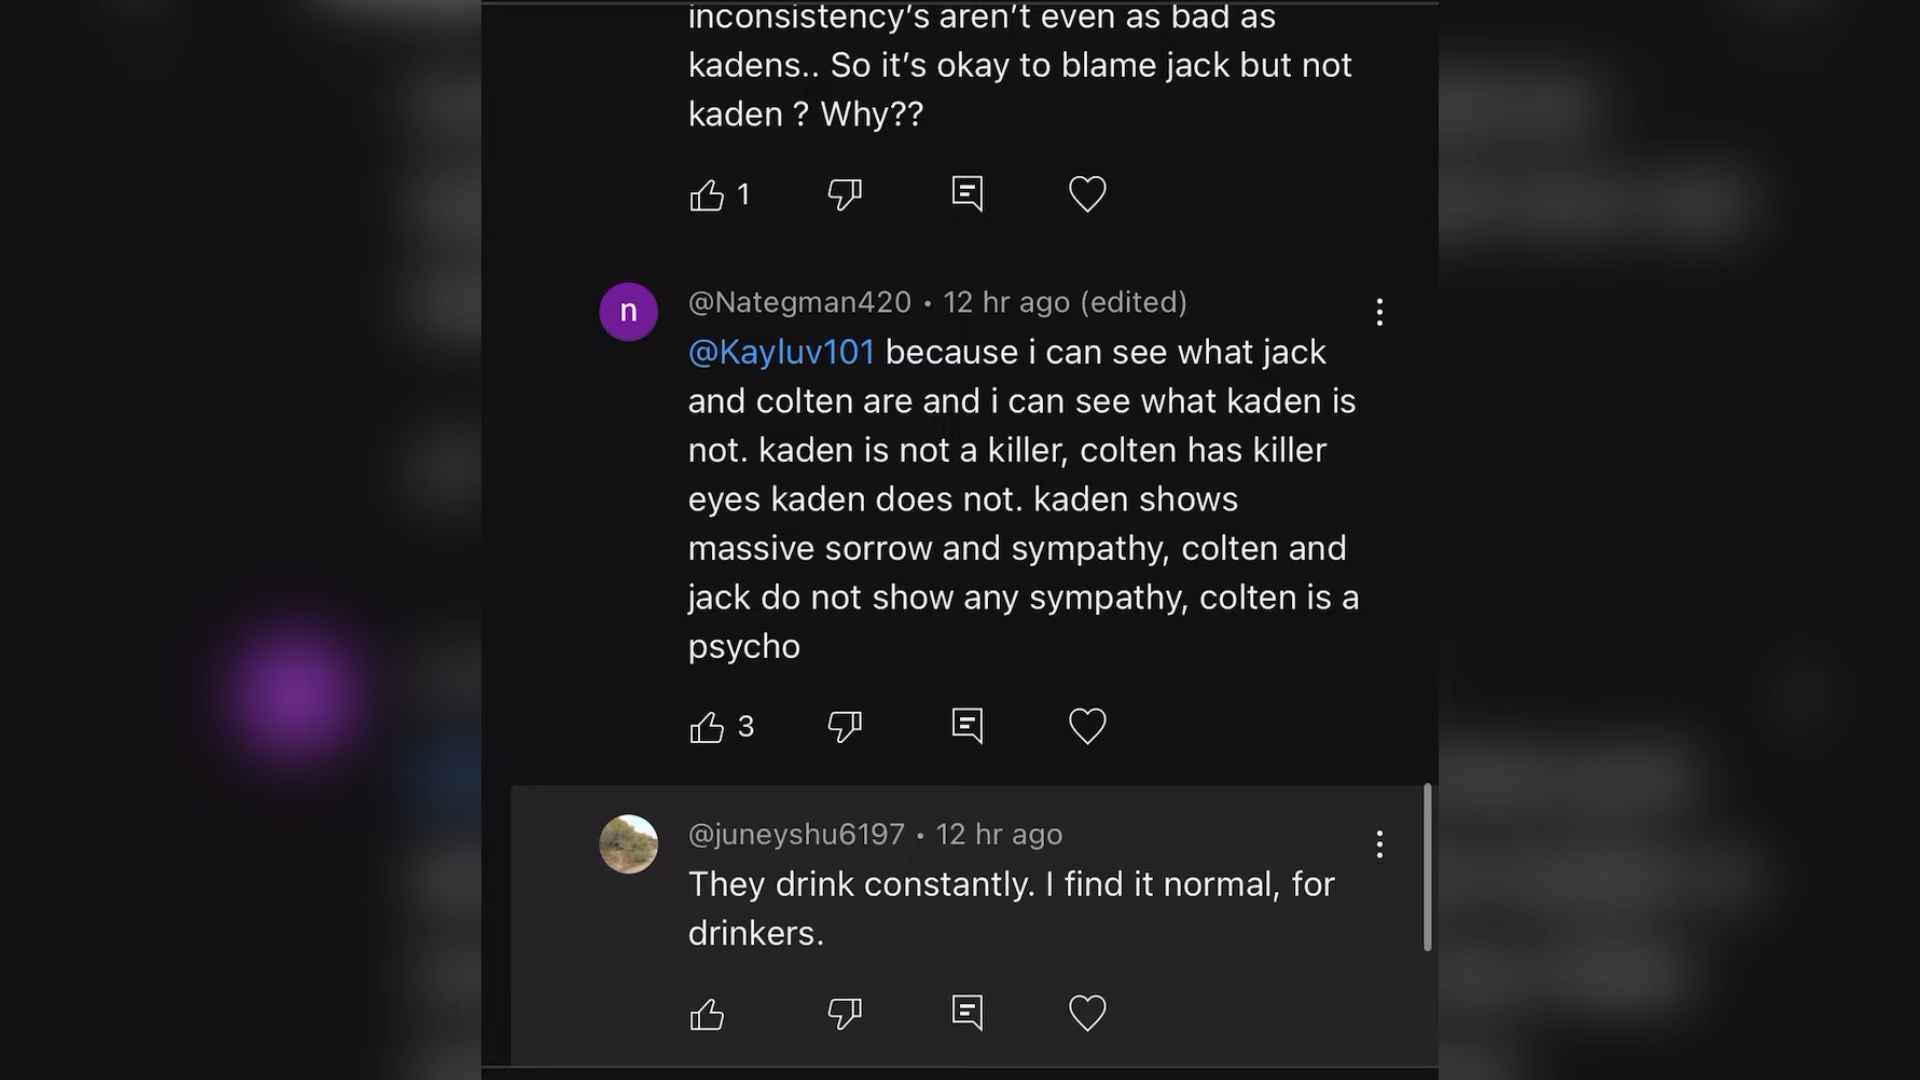 inconsistency’s aren’t even as bad as
kadens.. So it’s okay to blame jack but not
kaden ? Why??
1
n
@Nategman420 • 12 hr ago (edited)
@Kayluv101 because i can see what jack
and colten are and i can see what kaden is
not. kaden is not a killer, colten has killer
eyes kaden does not. kaden shows
massive sorrow and sympathy, colten and
jack do not show any sympathy, colten is a
psycho
3
@juneyshu6197 • 12 hr ago
They drink constantly. I find it normal, for
drinkers.